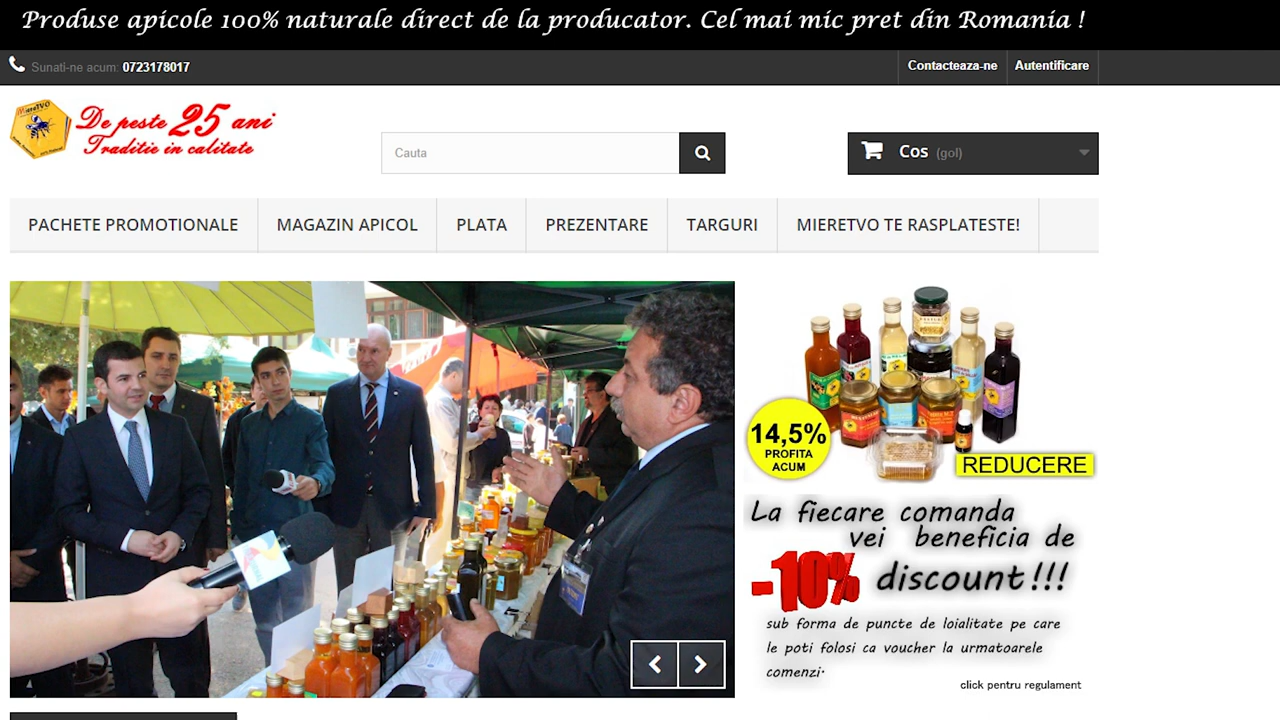 Produse apicole 100% naturale direct de la producator. Cel mai mic pret din Romania !
Sunati-ne acum: 0723178017
Contacteaza-ne
Autentificare
MiereTVO
De peste 25 ani
Traditie in calitate
Cauta
Cos (gol)
PACHETE PROMOTIONALE
MAGAZIN APICOL
PLATA
PREZENTARE
TARGURI
MIERETVO TE RASPLATESTE!
14,5%
PROFITA
ACUM
REDUCERE
La fiecare comanda
vei beneficia de
-10% discount!!!
sub forma de puncte de loialitate pe care
le poti folosi ca voucher la urmatoarele
comenzi.
click pentru regulament